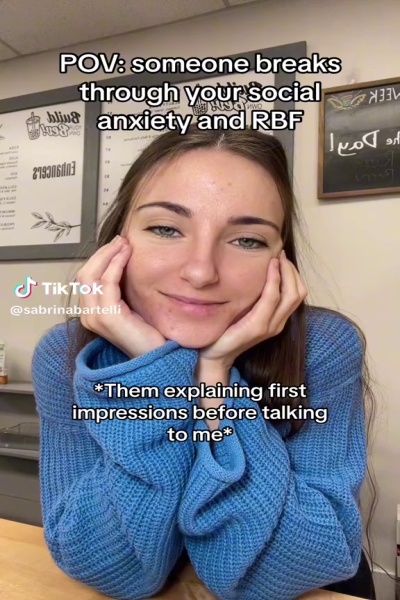 POV: someone breaks
through your social
anxiety and RBF
Build
Enhancers
WEEK
the Day!
TikTok
@sabrinabartelli
*Them explaining first
impressions before talking
to me*